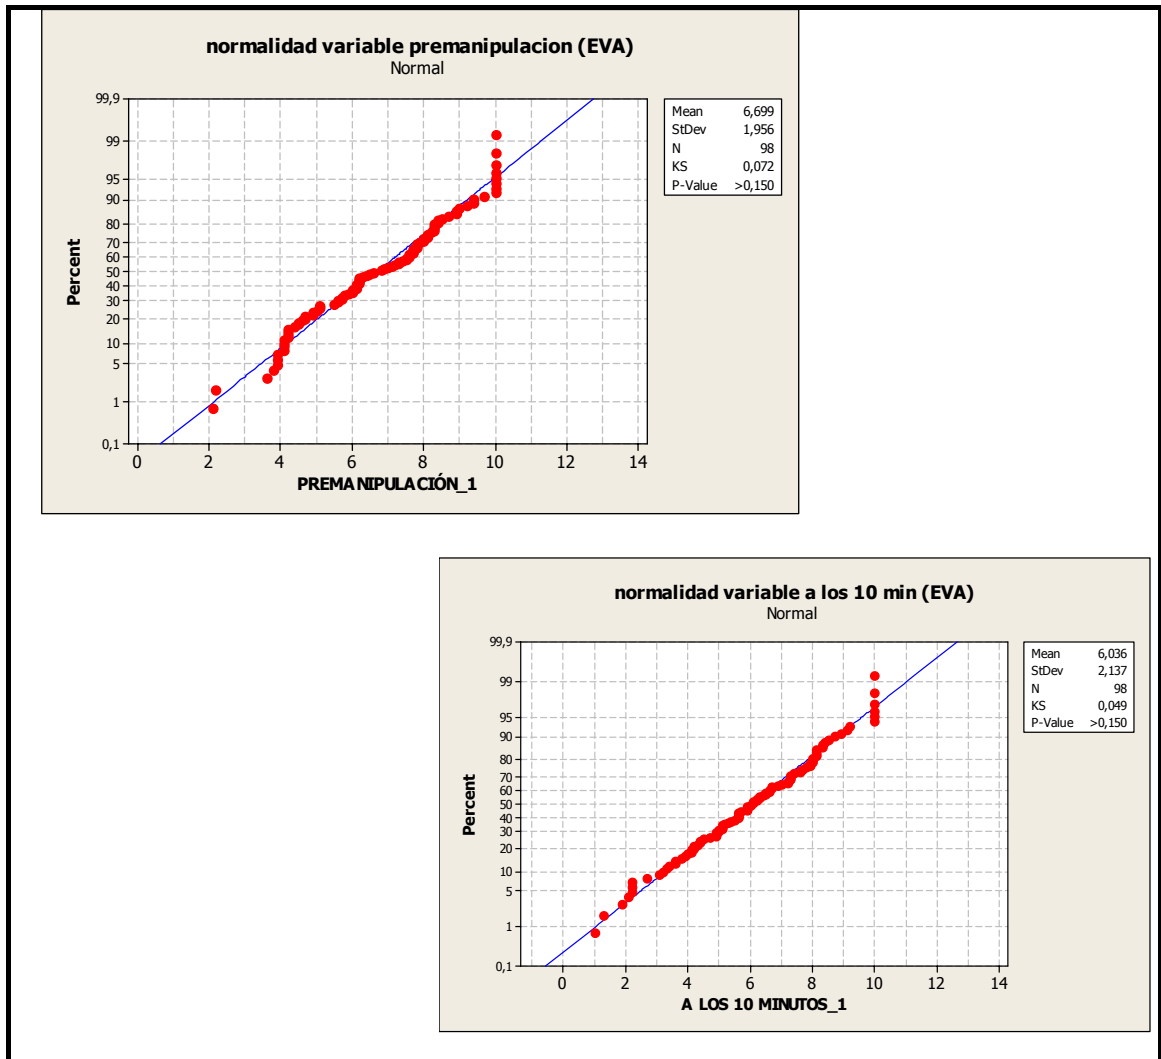 normalidad variable premanipulacion (EVA)
Normal
99,9
99
95
90
80
70
60
50
40
30
20
10
5
1
0,1
Percent
0 2 4 6 8 10 12 14
PREMANIPULACIÓN_1
Mean 6,699
StDev 1,956
N 98
KS 0,072
P-Value >0,150
normalidad variable a los 10 min (EVA)
Normal
99,9
99
95
90
80
70
60
50
40
30
20
10
5
1
0,1
Percent
0 2 4 6 8 10 12 14
A LOS 10 MINUTOS_1
Mean 6,036
StDev 2,137
N 98
KS 0,049
P-Value >0,150